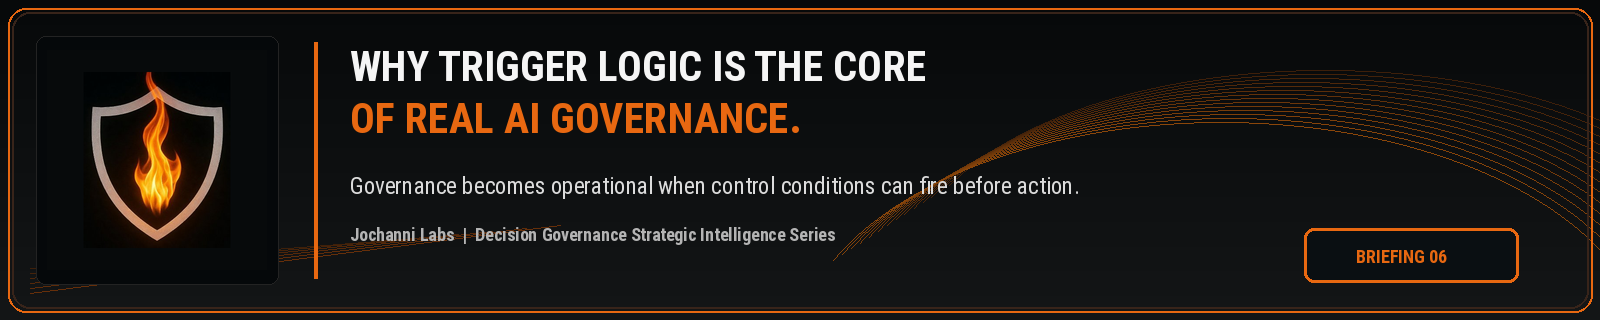 WHY TRIGGER LOGIC IS THE CORE
OF REAL AI GOVERNANCE.
Governance becomes operational when control conditions can fire before action.
Jochanni Labs | Decision Governance Strategic Intelligence Series
BRIEFING 06